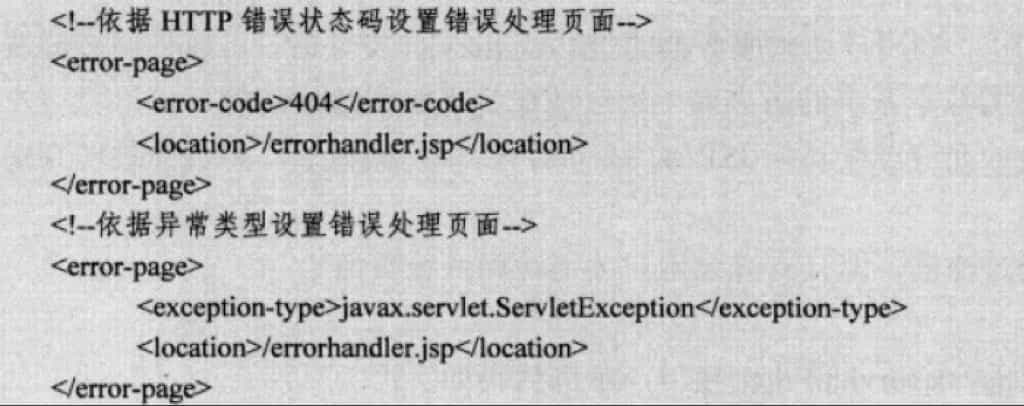 <!--依据 HTTP 错误状态码设置错误处理页面-->
<error-page>
<error-code>404</error-code>
<location>/errorhandler.jsp</location>
</error-page>
<!--依据异常类型设置错误处理页面-->
<error-page>
<exception-type>javax.servlet.ServletException</exception-type>
<location>/errorhandler.jsp</location>
</error-page>